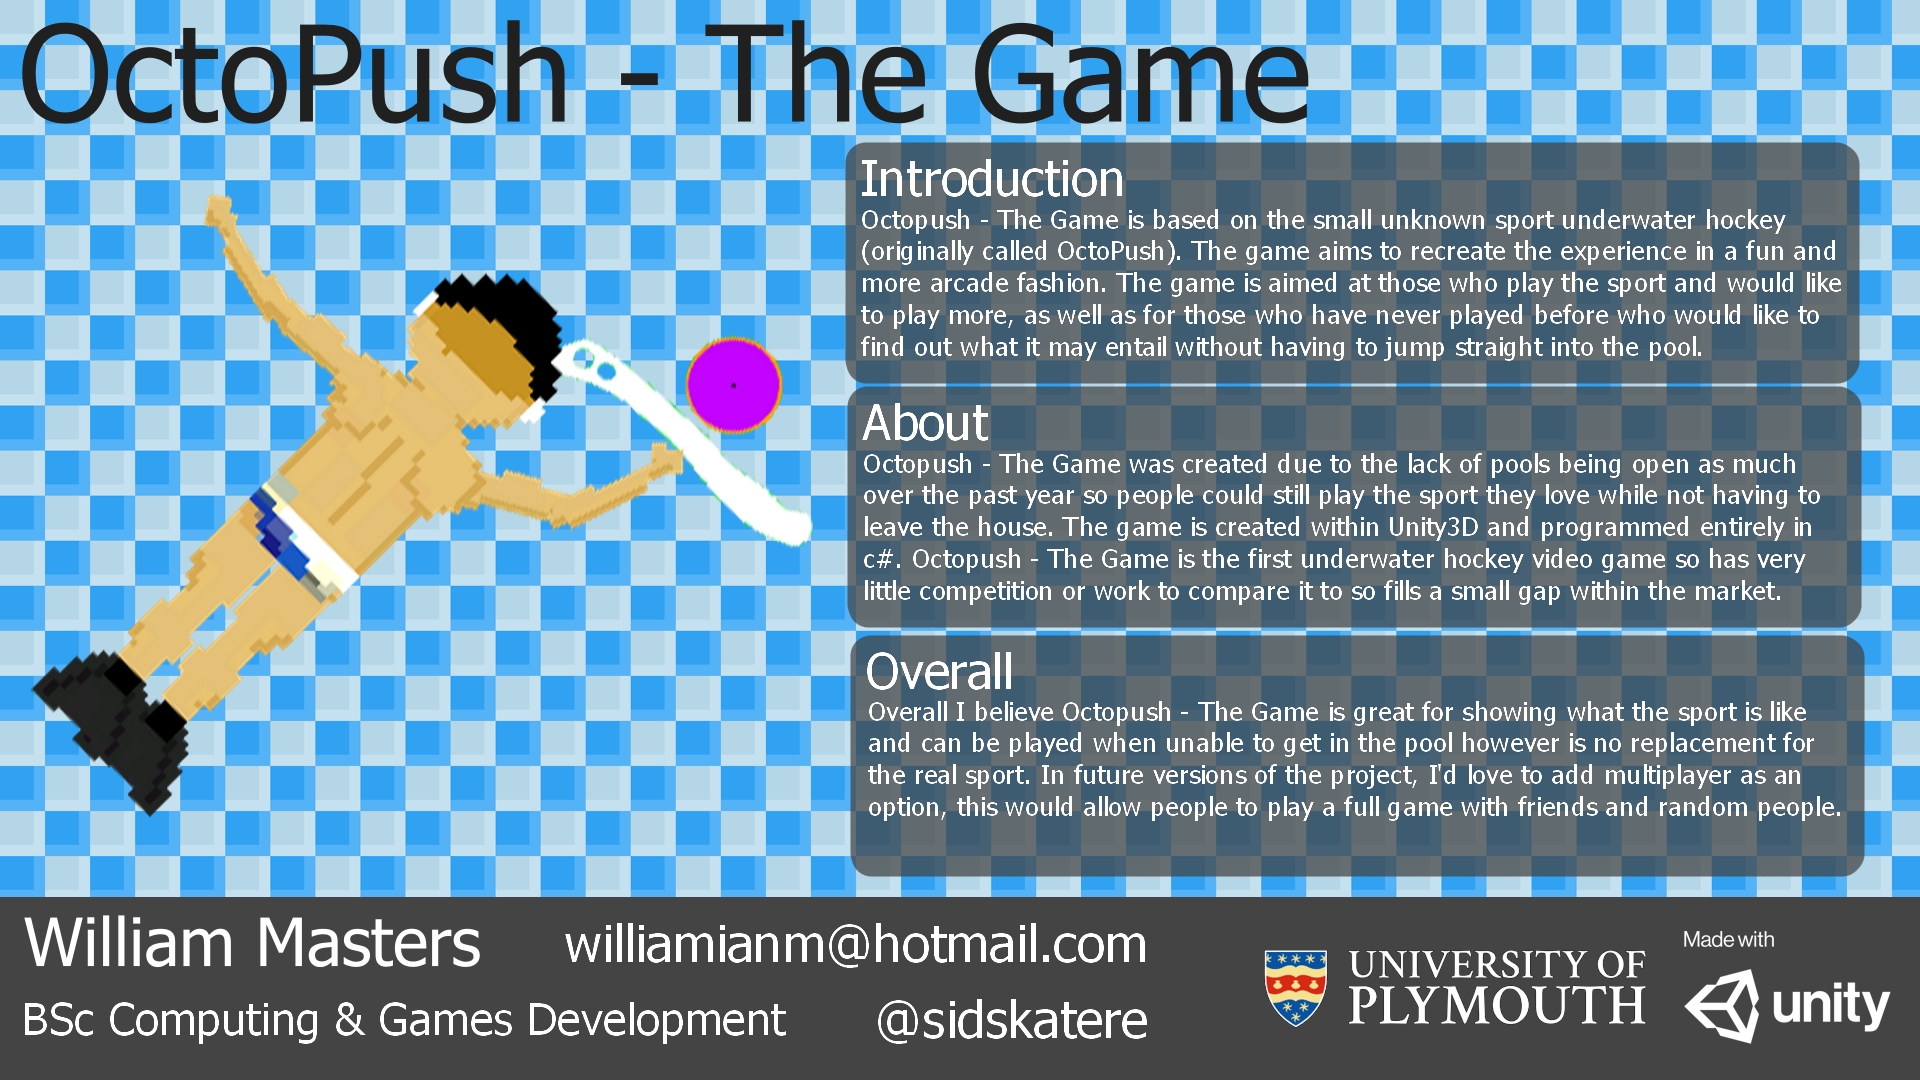 OctoPush - The Game
Introduction
Octopush - The Game is based on the small unknown sport underwater hockey
(originally called OctoPush). The game aims to recreate the experience in a fun and
more arcade fashion. The game is aimed at those who play the sport and would like
to play more, as well as for those who have never played before who would like to
find out what it may entail without having to jump straight into the pool.
About
Octopush - The Game was created due to the lack of pools being open as much
over the past year so people could still play the sport they love while not having to
leave the house. The game is created within Unity3D and programmed entirely in
c#. Octopush - The Game is the first underwater hockey video game so has very
little competition or work to compare it to so fills a small gap within the market.
Overall
Overall I believe Octopush - The Game is great for showing what the sport is like
and can be played when unable to get in the pool however is no replacement for
the real sport. In future versions of the project, I'd love to add multiplayer as an
option, this would allow people to play a full game with friends and random people.
William Masters
williamianm@hotmail.com
BSc Computing & Games Development
@sidskatere
UNIVERSITY OF
PLYMOUTH
Made with
unity